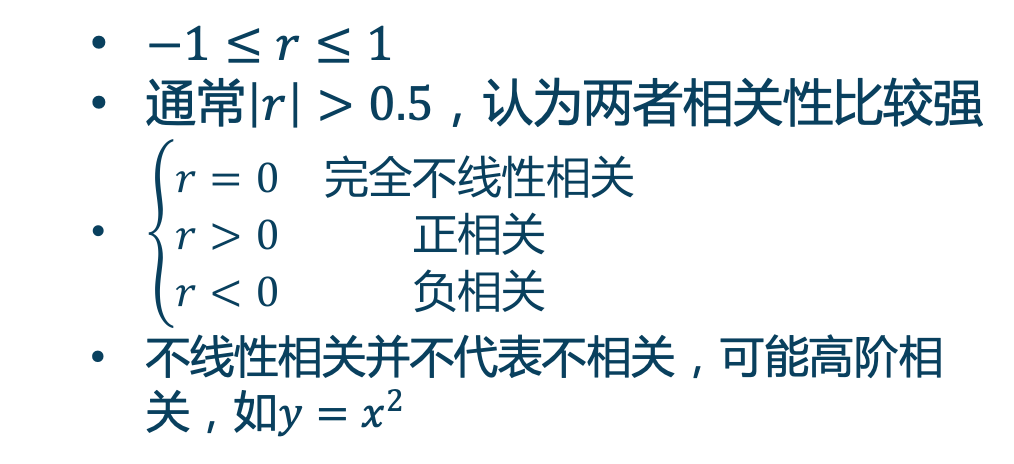 • −1 ≤ r ≤ 1
• 通常|r| > 0.5，认为两者相关性比较强
• { r = 0 完全不线性相关
r > 0 正相关
r < 0 负相关
• 不线性相关并不代表不相关，可能高阶相
关，如y = x²